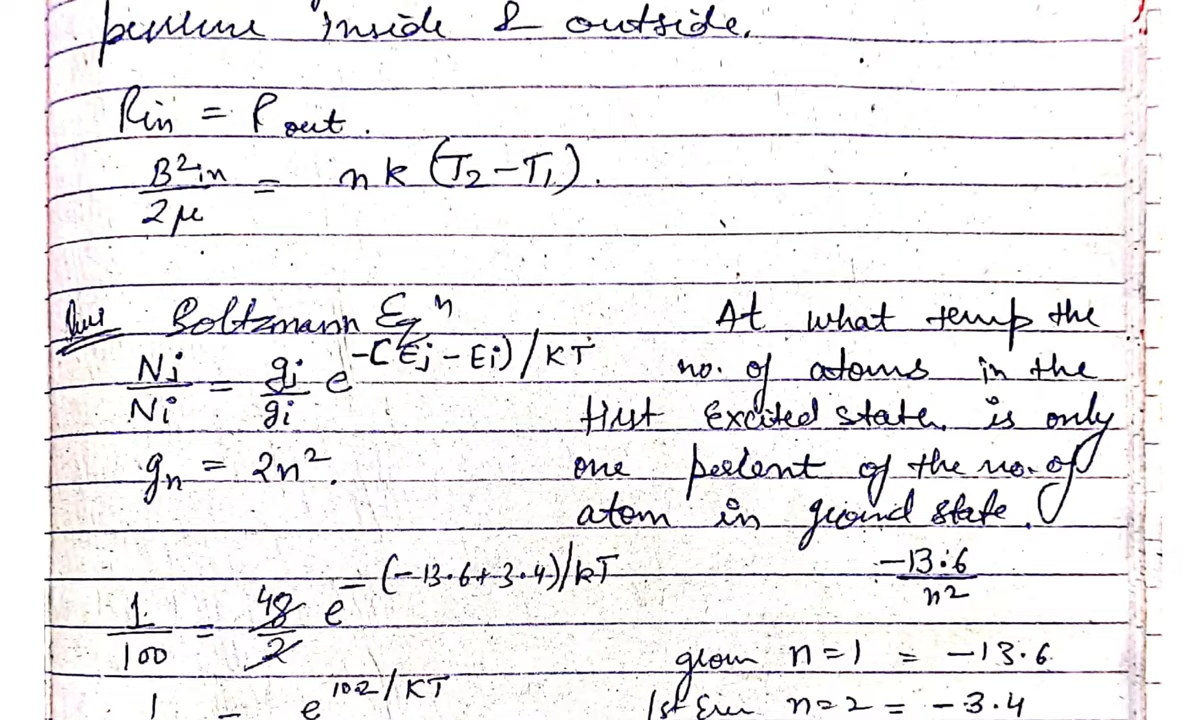 pressure inside & outside.
Pin = Pout.
B²in/2μ = nk (T₂-T₁).
Boltzmann Eqⁿ
At what temp the
Nj/Ni = gj/gi e^-(Ej - Ei)/KT
no. of atoms in the
first Excited state is only
gn = 2n².
one percent of the no. of
atom in ground state.
1/100 = 48/2 e^-(-13.6+3.4)/kT
-13.6/n²
groun n=1 = -13.6
1 = e^10.2/KT
1st n=2 = -3.4